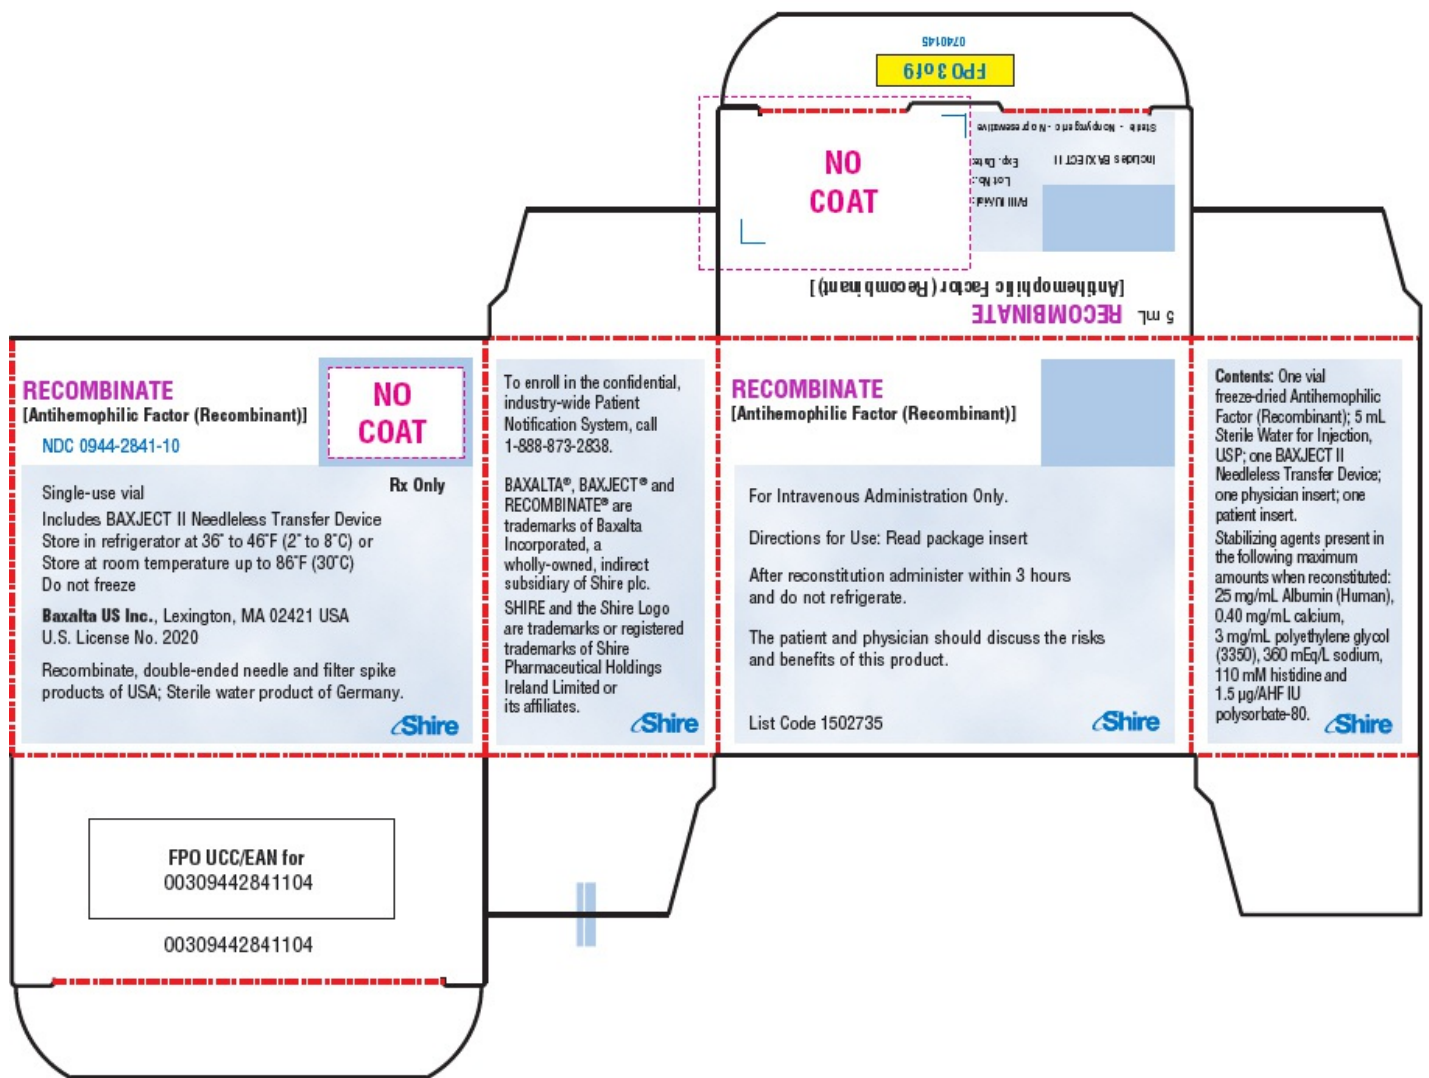 0740145
FPO 3 of 9
NO
COAT
Sterile - Nonpyrogenic - No preservative
Includes BAXJECT II
Exp. Date:
Lot No.:
fVIII IU/vial:
[Antihemophilic Factor (Recombinant)]
RECOMBINATE 5 mL
RECOMBINATE
[Antihemophilic Factor (Recombinant)]
NDC 0944-2841-10
NO
COAT
Rx Only
Single-use vial
Includes BAXJECT II Needleless Transfer Device
Store in refrigerator at 36˚ to 46˚F (2˚ to 8˚C) or
Store at room temperature up to 86˚F (30˚C)
Do not freeze
Baxalta US Inc., Lexington, MA 02421 USA
U.S. License No. 2020
Recombinate, double-ended needle and filter spike
products of USA; Sterile water product of Germany.
Shire
To enroll in the confidential,
industry-wide Patient
Notification System, call
1-888-873-2838.
BAXALTA®, BAXJECT® and
RECOMBINATE® are
trademarks of Baxalta
Incorporated, a
wholly-owned, indirect
subsidiary of Shire plc.
SHIRE and the Shire Logo
are trademarks or registered
trademarks of Shire
Pharmaceutical Holdings
Ireland Limited or
its affiliates.
Shire
RECOMBINATE
[Antihemophilic Factor (Recombinant)]
For Intravenous Administration Only.
Directions for Use: Read package insert
After reconstitution administer within 3 hours
and do not refrigerate.
The patient and physician should discuss the risks
and benefits of this product.
List Code 1502735
Shire
Contents: One vial
freeze-dried Antihemophilic
Factor (Recombinant); 5 mL
Sterile Water for Injection,
USP; one BAXJECT II
Needleless Transfer Device;
one physician insert; one
patient insert.
Stabilizing agents present in
the following maximum
amounts when reconstituted:
25 mg/mL Albumin (Human),
0.40 mg/mL calcium,
3 mg/mL polyethylene glycol
(3350), 360 mEq/L sodium,
110 mM histidine and
1.5 µg/AHF IU
polysorbate-80.
Shire
FPO UCC/EAN for
00309442841104
00309442841104